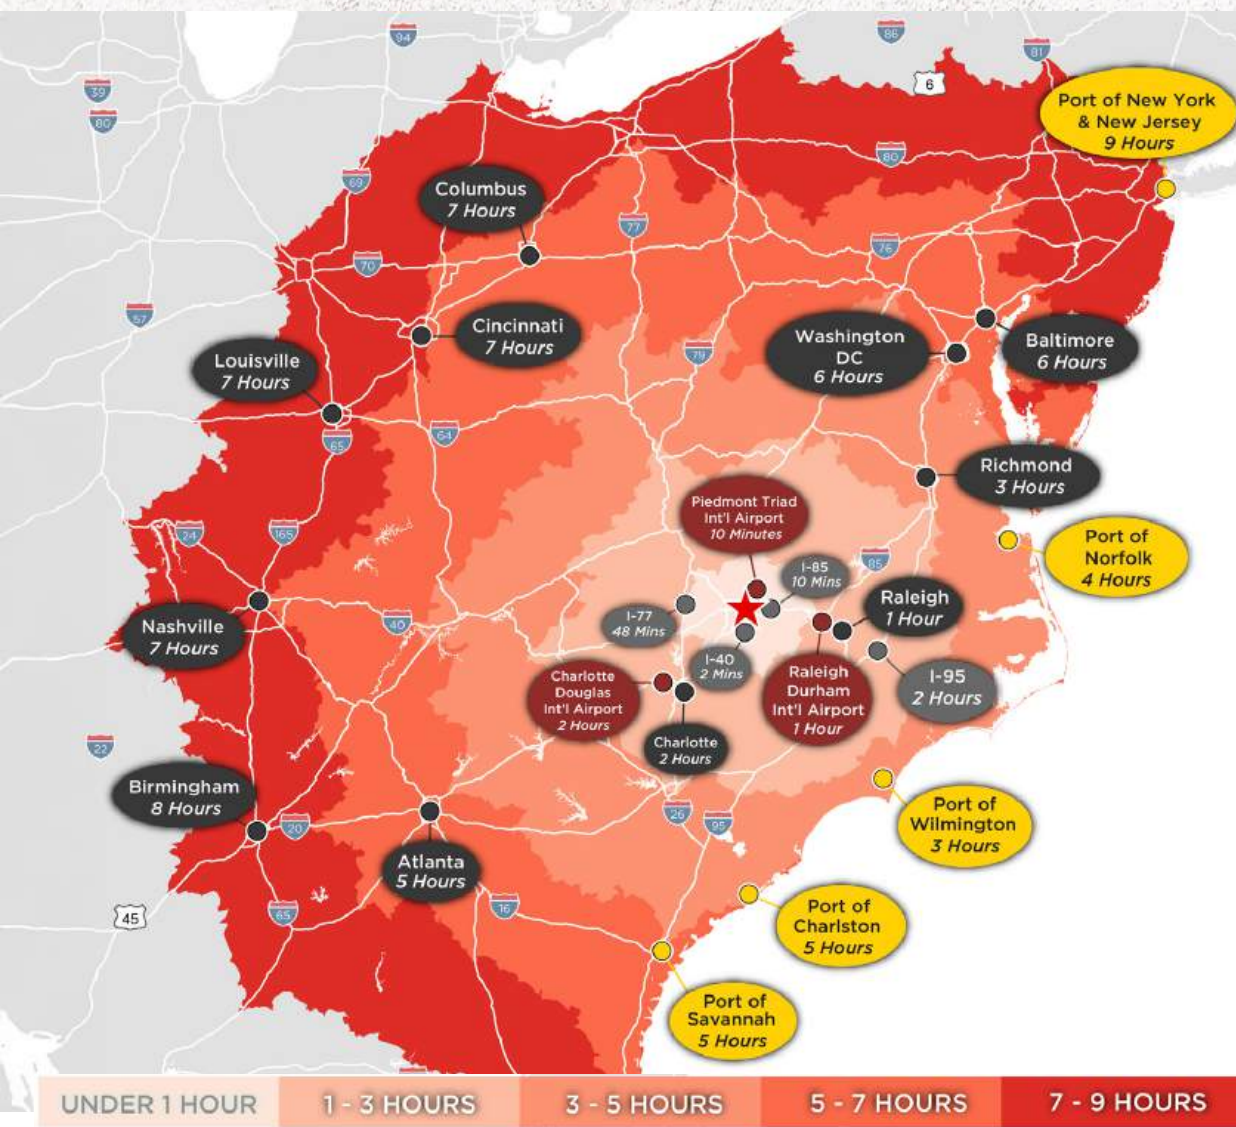 94
86
81
39
6
80
Port of New York
& New Jersey
9 Hours
80
69
Columbus
7 Hours
77
76
70
57
Cincinnati
7 Hours
Washington
DC
6 Hours
Baltimore
6 Hours
Louisville
7 Hours
79
65
64
Richmond
3 Hours
Piedmont Triad
Int'l Airport
10 Minutes
24
165
Port of
Norfolk
4 Hours
85
I-85
10 Mins
Raleigh
1 Hour
I-77
48 Mins
40
Nashville
7 Hours
I-40
2 Mins
Charlotte
Douglas
Int'l Airport
2 Hours
Raleigh
Durham
Int'l Airport
1 Hour
I-95
2 Hours
22
Charlotte
2 Hours
Birmingham
8 Hours
20
26
95
Port of
Wilmington
3 Hours
Atlanta
5 Hours
45
65
16
Port of
Charlston
5 Hours
Port of
Savannah
5 Hours
UNDER 1 HOUR
1 - 3 HOURS
3 - 5 HOURS
5 - 7 HOURS
7 - 9 HOURS